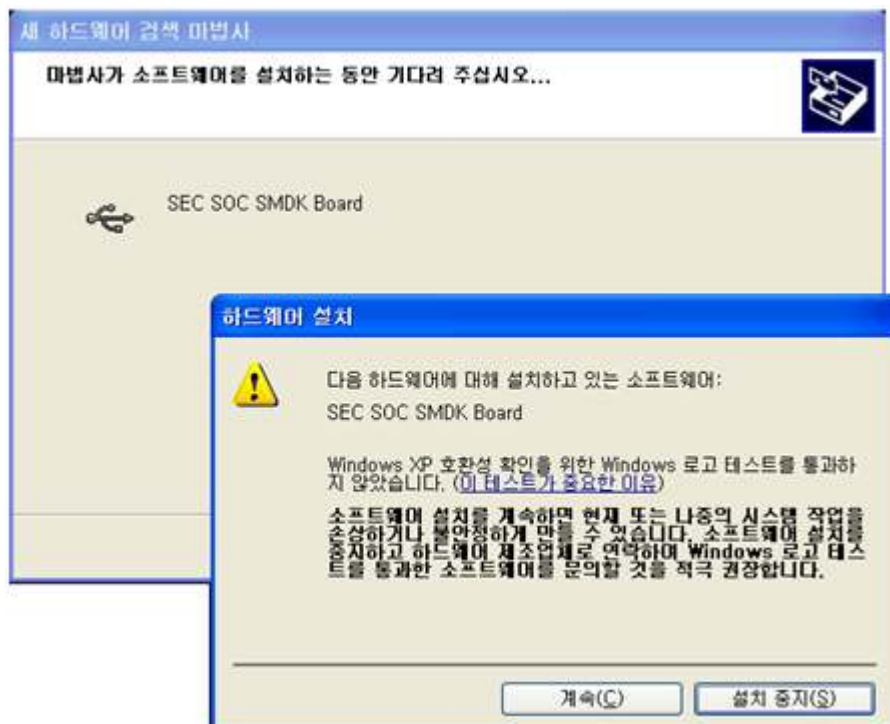 새 하드웨어 검색 마법사
마법사가 소프트웨어를 설치하는 동안 기다려 주십시오...
SEC SOC SMDK Board
하드웨어 설치
다음 하드웨어에 대해 설치하고 있는 소프트웨어:
SEC SOC SMDK Board
Windows XP 호환성 확인을 위한 Windows 로고 테스트를 통과하
지 않았습니다. (이 테스트가 중요한 이유)
소프트웨어 설치를 계속하면 현재 또는 나중의 시스템 작업을
손상하거나 불안정하게 만들 수 있습니다. 소프트웨어 설치를
중지하고 하드웨어 제조업체로 연락하여 Windows 로고 테스
트를 통과한 소프트웨어를 문의할 것을 적극 권장합니다.
계속(C)
설치 중지(S)